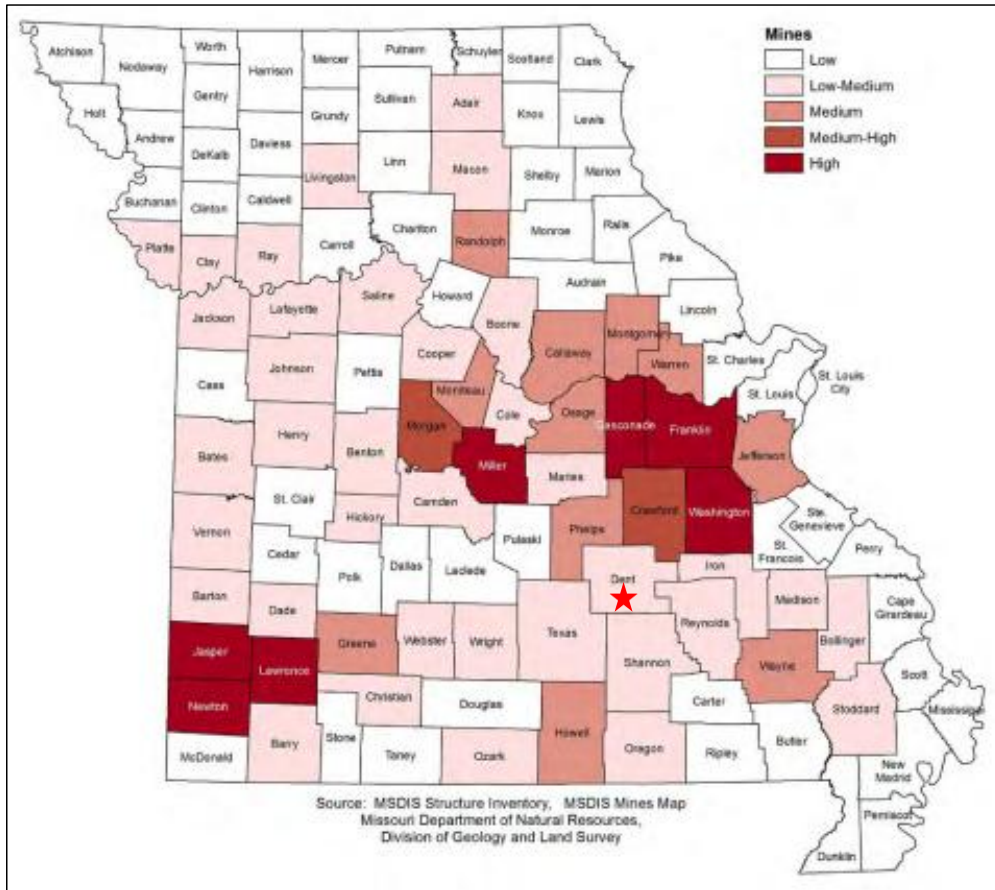 Mines
Low
Low-Medium
Medium
Medium-High
High
Atchison
Nodaway
Worth
Harrison
Mercer
Putnam
Schuyler
Scotland
Clark
Holt
Gentry
Grundy
Sullivan
Adair
Knox
Lewis
Andrew
DeKalb
Daviess
Livingston
Linn
Macon
Shelby
Marion
Buchanan
Clinton
Caldwell
Carroll
Chariton
Randolph
Monroe
Ralls
Pike
Platte
Clay
Ray
Saline
Howard
Boone
Audrain
Lincoln
Jackson
Lafayette
Cooper
Callaway
Montgomery
Warren
St. Charles
St. Louis
City
Cass
Johnson
Pettis
Moniteau
Cole
Osage
Gasconade
Franklin
St. Louis
Jefferson
Bates
Henry
Benton
Morgan
Miller
Maries
St. Clair
Hickory
Camden
Pulaski
Phelps
Crawford
Washington
Ste.
Genevieve
St.
Francois
Perry
Vernon
Cedar
Polk
Dallas
Laclede
Dent
Iron
Madison
Cape
Girardeau
Barton
Dade
Greene
Webster
Wright
Texas
Shannon
Reynolds
Wayne
Bollinger
Scott
Mississippi
Jasper
Lawrence
Christian
Douglas
Howell
Carter
Butler
Stoddard
Newton
McDonald
Barry
Stone
Taney
Ozark
Oregon
Ripley
New
Madrid
Pemiscot
Dunklin
Source: MSDIS Structure Inventory, MSDIS Mines Map
Missouri Department of Natural Resources,
Division of Geology and Land Survey